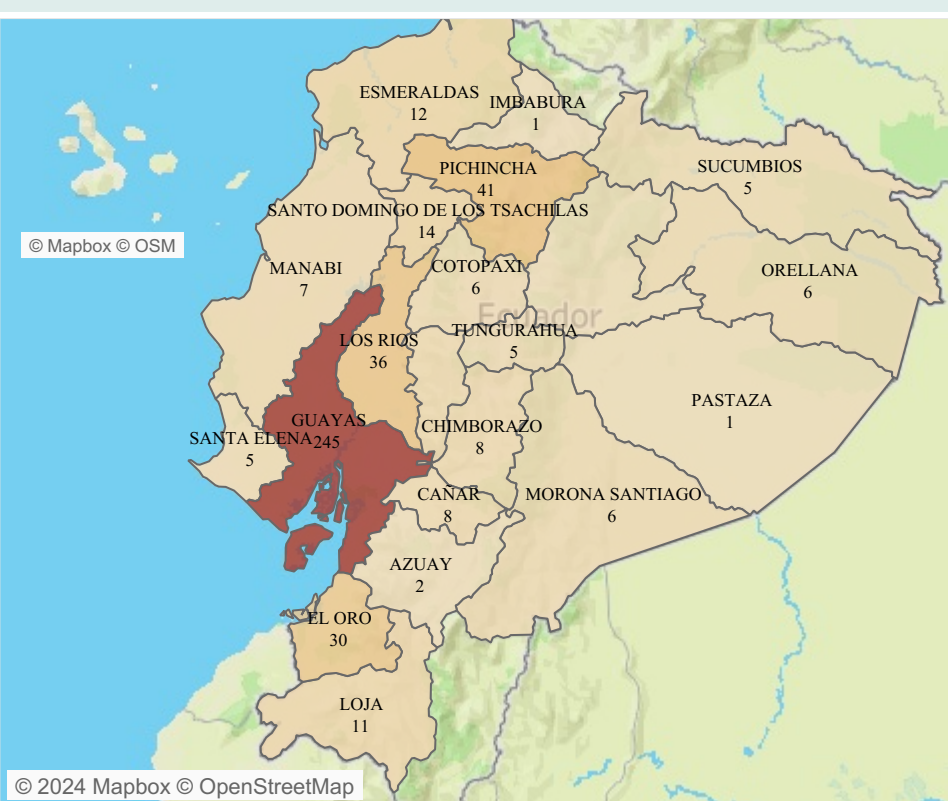 ESMERALDAS
12
IMBABURA
1
PICHINCHA
41
SUCUMBIOS
5
SANTO DOMINGO DE LOS TSACHILAS
14
© Mapbox © OSM
MANABI
7
COTOPAXI
6
ORELLANA
6
Ecuador
LOS RIOS
36
TUNGURAHUA
5
PASTAZA
1
GUAYAS
245
SANTA ELENA
5
CHIMBORAZO
8
CAÑAR
8
MORONA SANTIAGO
6
AZUAY
2
EL ORO
30
LOJA
11
© 2024 Mapbox © OpenStreetMap